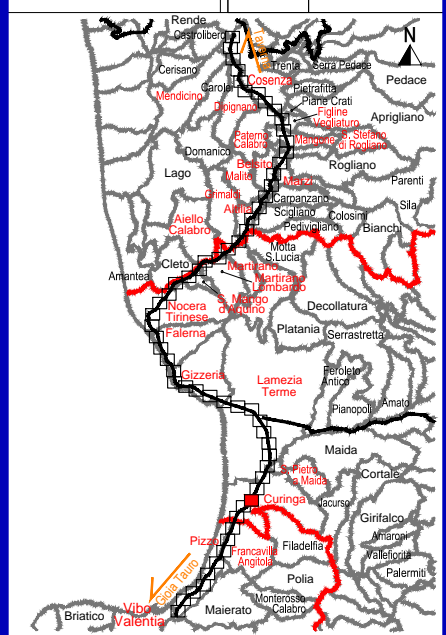 Rende
Castrolibero
N
Trenta
Serra Pedace
Cerisano
Cosenza
Pedace
Carolei
Pietrafitta
Mendicino
Dipignano
Piane Crati
Figline
Vegliaturo
Aprigliano
Paterno
Calabro
Mangone
S. Stefano
di Rogliano
Domanico
Belsito
Rogliano
Lago
Malito
Marzi
Parenti
Grimaldi
Carpanzano
Sila
Altilia
Scigliano
Colosimi
Aiello
Calabro
Pedivigliano
Bianchi
Motta
S.Lucia
Cleto
Martirano
Amantea
Martirano
Lombardo
S. Mango
d'Aquino
Nocera
Tirinese
Decollatura
Falerna
Platania
Serrastretta
Gizzeria
Lamezia
Terme
Feroleto
Antico
Pianopoli
Amato
Maida
S. Pietro
a Maida
Cortale
Curinga
Jacurso
Girifalco
Pizzo
Francavilla
Angitola
Filadelfia
Amaroni
Vallefiorita
Gioia Tauro
Polia
Palermiti
Vibo
Valentia
Monterosso
Calabro
Briatico
Maierato